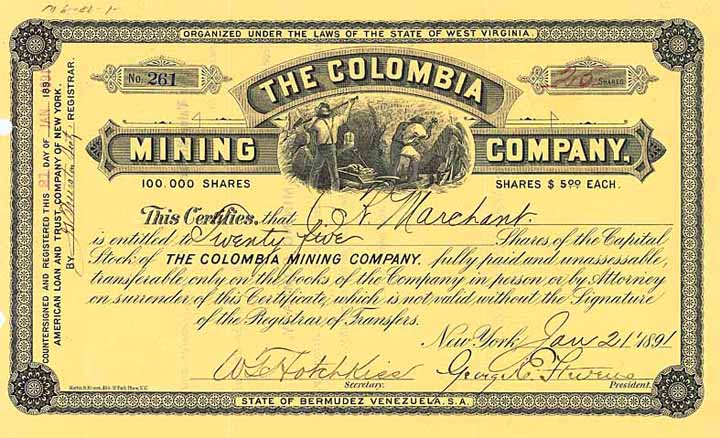 ORGANIZED UNDER THE LAWS OF THE STATE OF WEST VIRGINIA.
No. 261
SHARES
THE COLOMBIA
MINING COMPANY.
100.000 SHARES
SHARES $ 5.00 EACH.
This Certifies, that C. N. Marchant
is entitled to Twenty five Shares, of the Capital
Stock of THE COLOMBIA MINING COMPANY, fully paid and unassessable
transferable, only on the books of the Company in person, or by Attorney
on surrender of this Certificate, which is not valid without the Signature
of the Registrar of Transfers.
New York Jan 21 1891
W E Hotchkiss
Secretary.
George E. Stevens
President.
STATE OF BERMUDEZ VENEZUELA. S.A.
COUNTERSIGNED AND REGISTERED THIS 21 DAY OF JAN 189
AMERICAN LOAN AND TRUST COMPANY OF NEW YORK.
BY REGISTRAR.